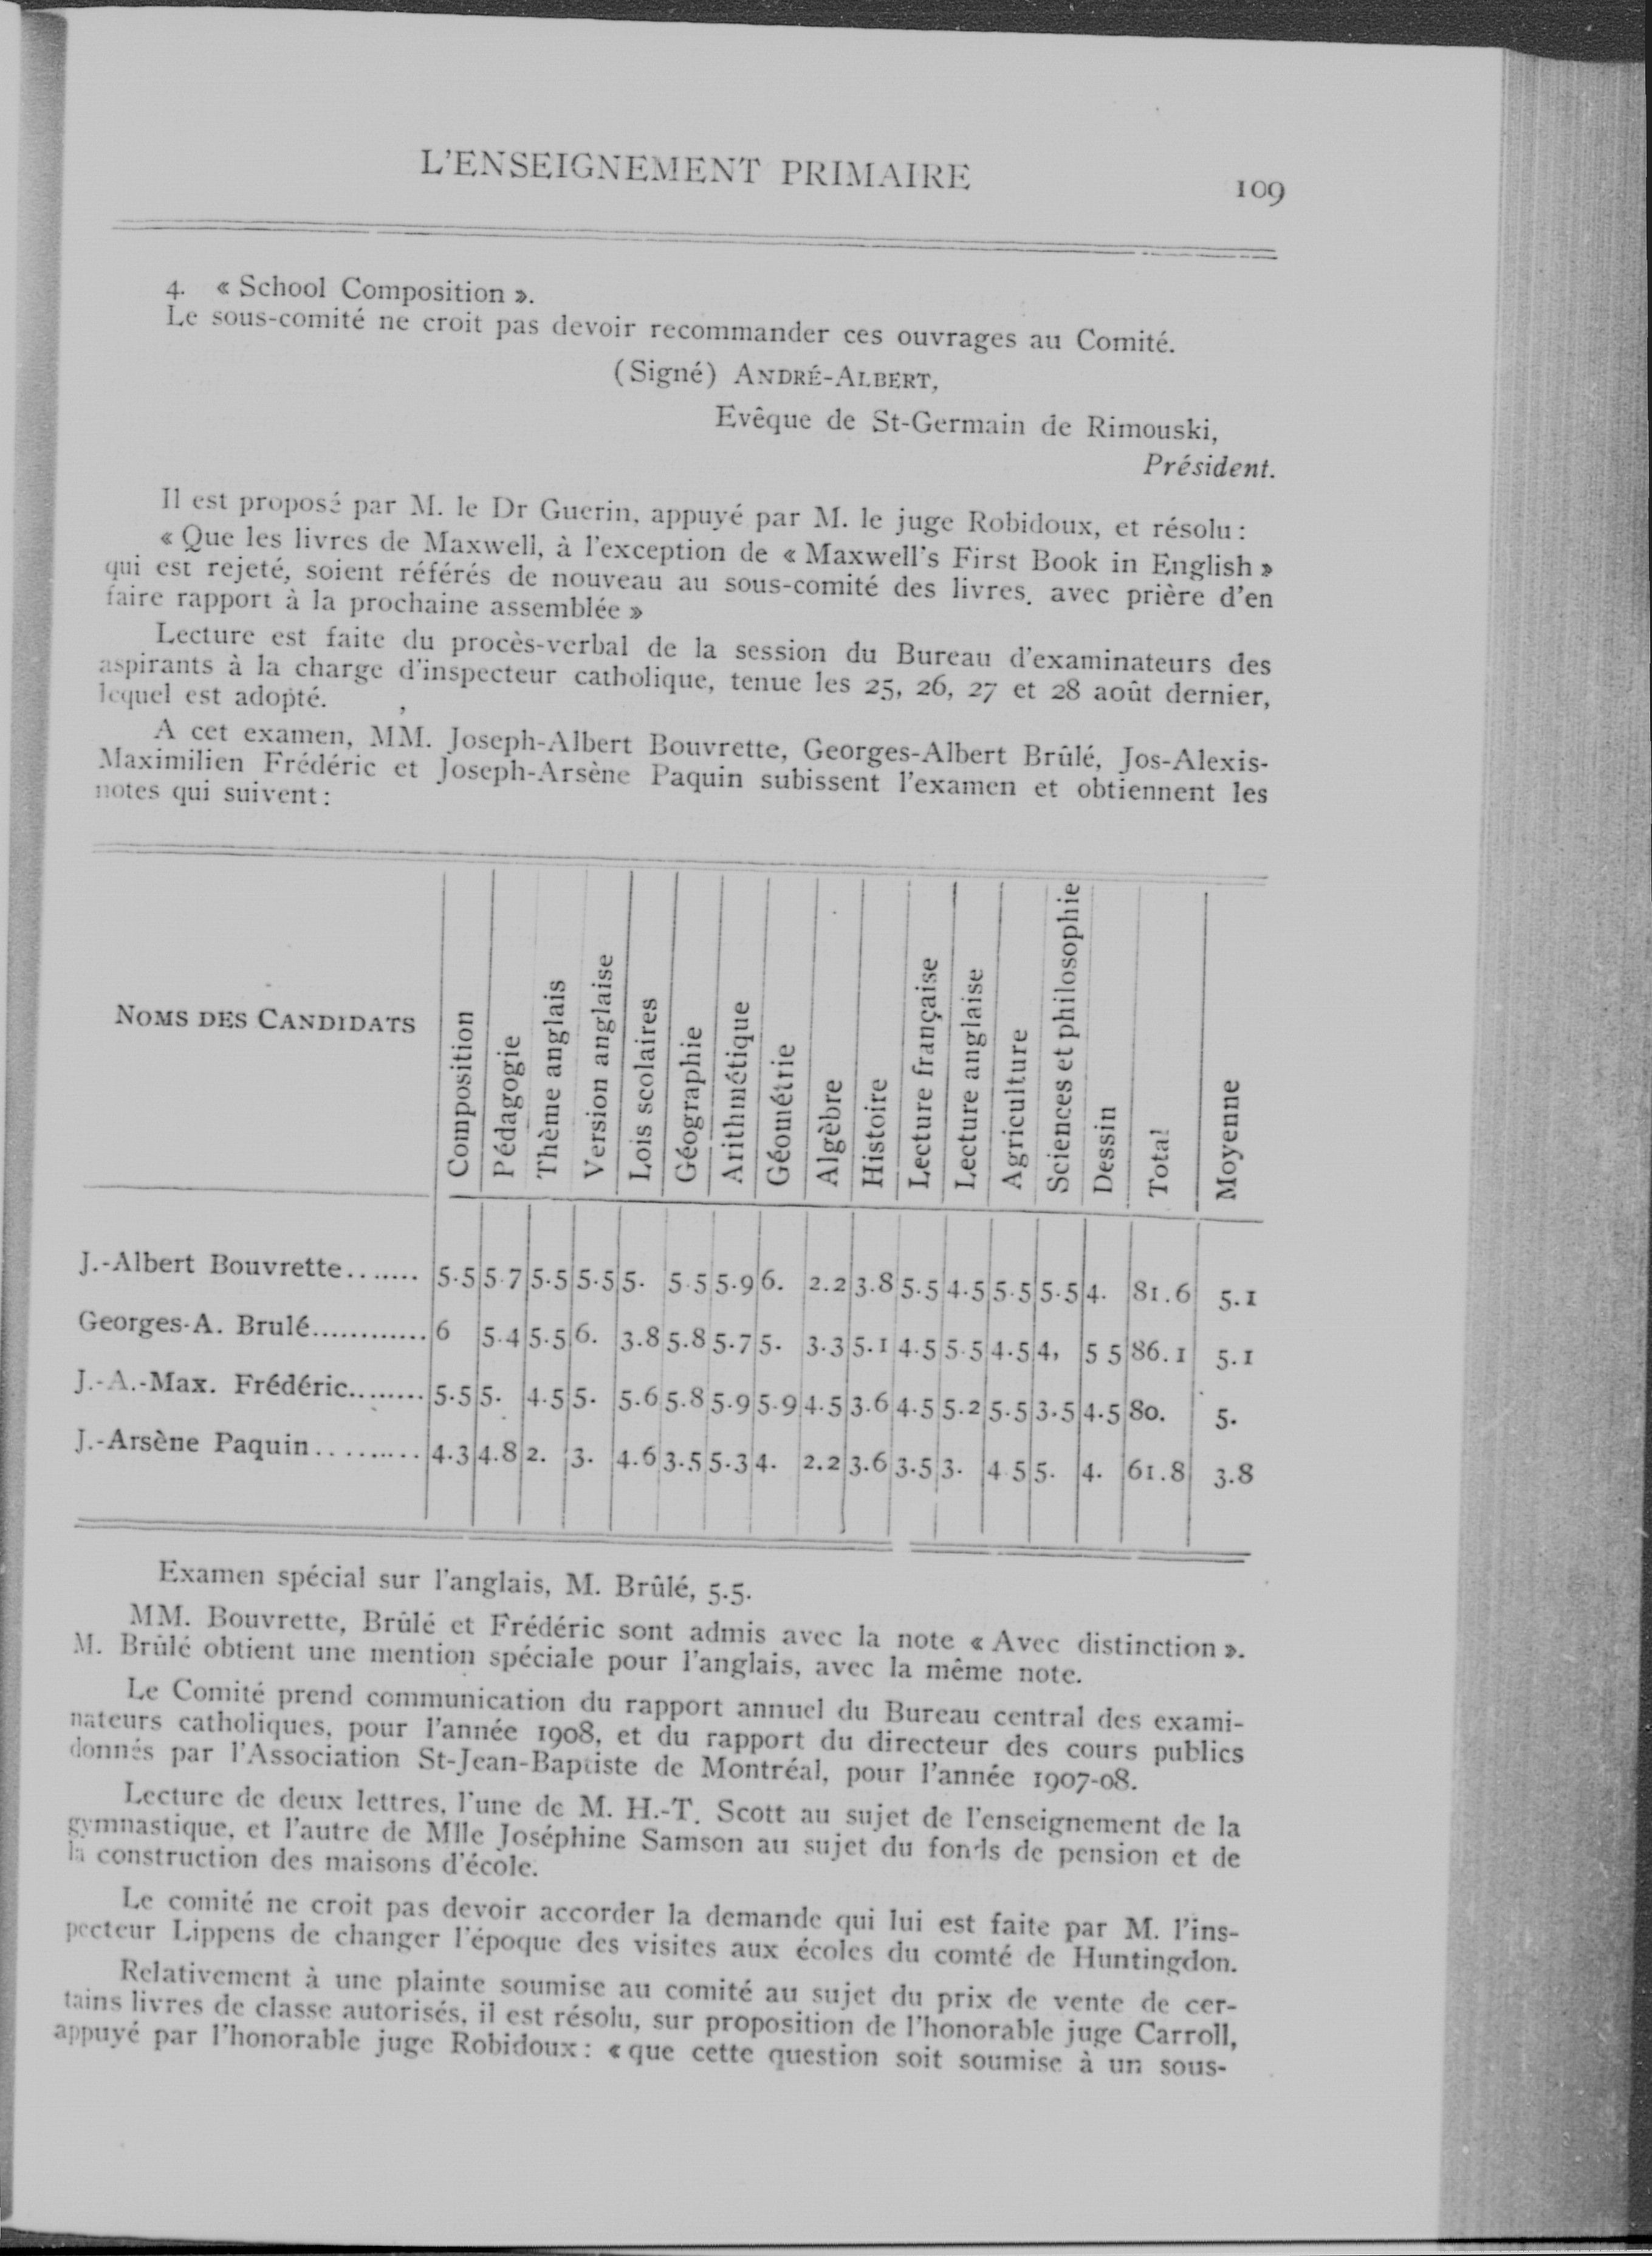 L'ENSEIGNEMENT PRIMAIRE
109
4. « School Composition ».
Le sous-comité ne croit pas devoir recommander ces ouvrages au Comité.
(Signé) ANDRÉ-ALBERT,
Evêque de St-Germain de Rimouski,
Président.
Il est proposé par M. le Dr Guerin, appuyé par M. le juge Robidoux, et résolu :
« Que les livres de Maxwell, à l'exception de « Maxwell's First Book in English »
qui est rejeté, soient référés de nouveau au sous-comité des livres. avec prière d'en
faire rapport à la prochaine assemblée »
Lecture est faite du procès-verbal de la session du Bureau d'examinateurs des
aspirants à la charge d'inspecteur catholique, tenue les 25, 26, 27 et 28 août dernier,
lequel est adopté.
A cet examen, MM. Joseph-Albert Bouvrette, Georges-Albert Brûlé, Jos-Alexis-
Maximilien Frédéric et Joseph-Arsène Paquin subissent l'examen et obtiennent les
notes qui suivent :
NOMS DES CANDIDATS
Composition
Pédagogie
Thème anglais
Version anglaise
Lois scolaires
Géographie
Arithmétique
Géométrie
Algèbre
Histoire
Lecture française
Lecture anglaise
Agriculture
Sciences et philosophie
Dessin
Total
Moyenne
J.-Albert Bouvrette........ 5.5 5.7 5.5 5.5 5. 5.5 5.9 6. 2.2 3.8 5.5 4.5 5.5 5.5 4. 81.6 5.1
Georges-A. Brulé............ 6 5.4 5.5 6. 3.8 5.8 5.7 5. 3.3 5.1 4.5 5.5 4.5 4, 5 5 86.1 5.1
J.-A.-Max. Frédéric........ 5.5 5. 4.5 5. 5.6 5.8 5.9 5.9 4.5 3.6 4.5 5.2 5.5 3.5 4.5 80. 5.
J.-Arsène Paquin.......... 4.3 4.8 2. 3. 4.6 3.5 5.3 4. 2.2 3.6 3.5 3. 4 5 5. 4. 61.8 3.8
Examen spécial sur l'anglais, M. Brûlé, 5.5.
MM. Bouvrette, Brûlé et Frédéric sont admis avec la note « Avec distinction ».
M. Brûlé obtient une mention spéciale pour l'anglais, avec la même note.
Le Comité prend communication du rapport annuel du Bureau central des exami-
nateurs catholiques, pour l'année 1908, et du rapport du directeur des cours publics
donnés par l'Association St-Jean-Baptiste de Montréal, pour l'année 1907-08.
Lecture de deux lettres, l'une de M. H.-T. Scott au sujet de l'enseignement de la
gymnastique, et l'autre de Mlle Joséphine Samson au sujet du fonds de pension et de
la construction des maisons d'école.
Le comité ne croit pas devoir accorder la demande qui lui est faite par M. l'ins-
pecteur Lippens de changer l'époque des visites aux écoles du comté de Huntingdon.
Relativement à une plainte soumise au comité au sujet du prix de vente de cer-
tains livres de classe autorisés, il est résolu, sur proposition de l'honorable juge Carroll,
appuyé par l'honorable juge Robidoux : « que cette question soit soumise à un sous-